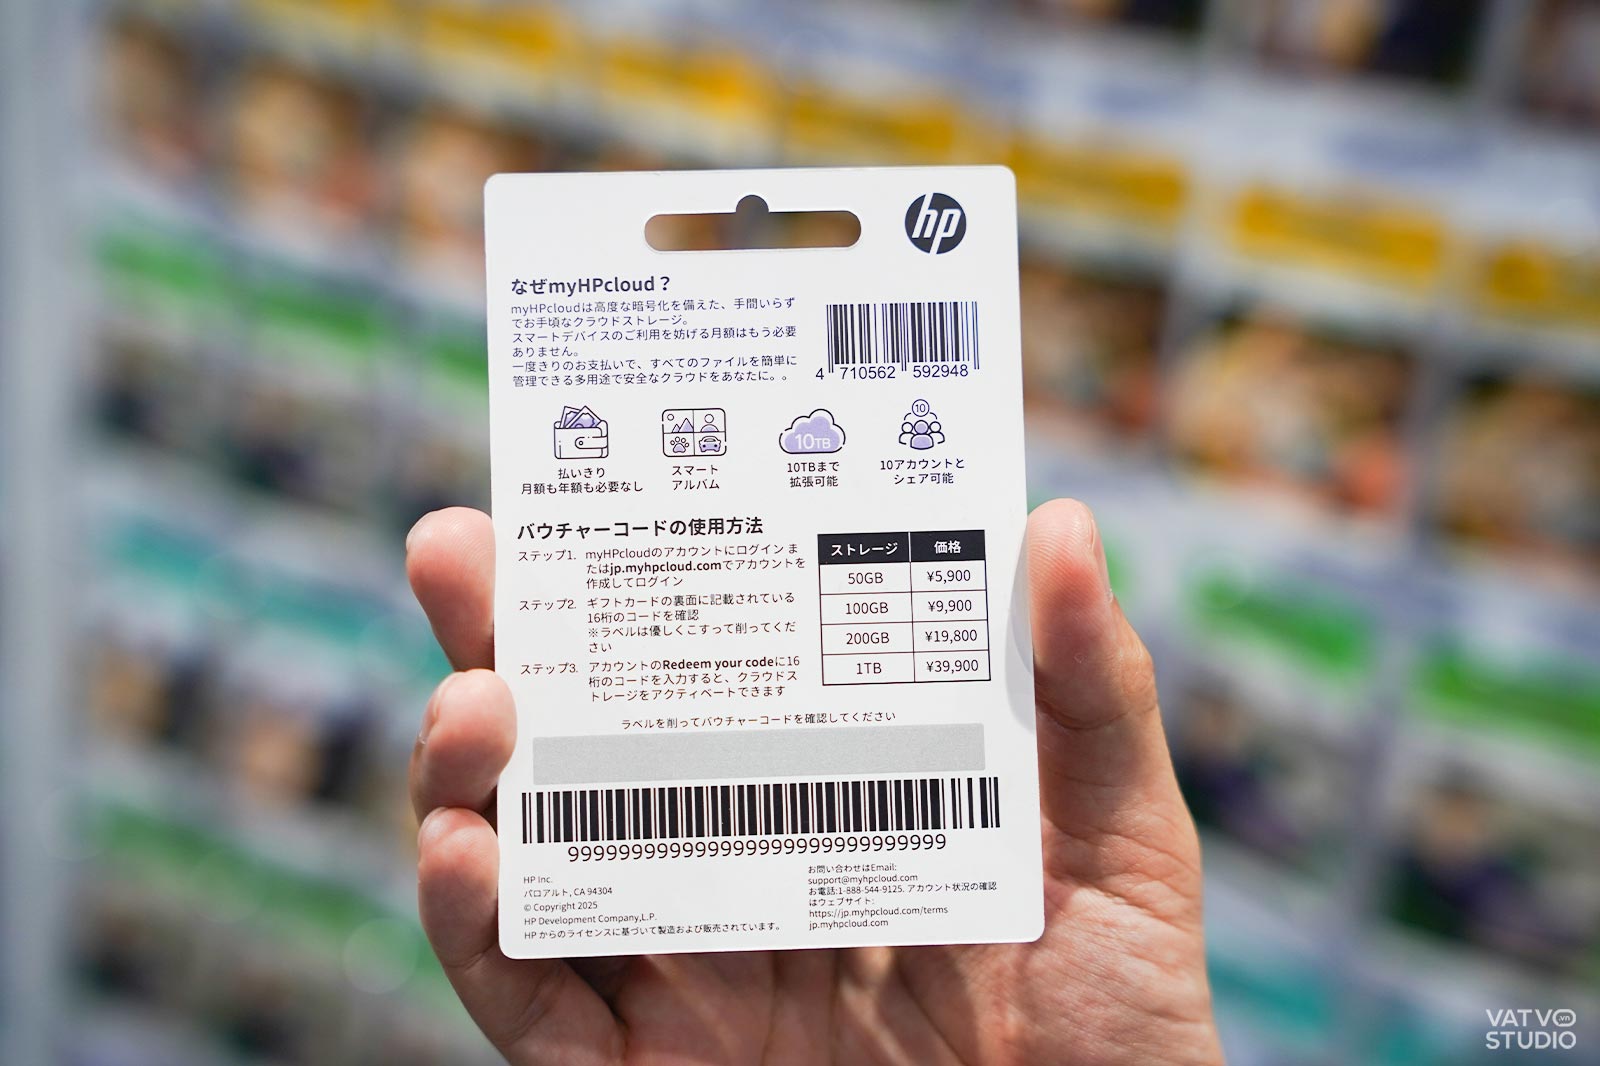 hp
なぜmyHPcloud？
myHPcloudは高度な暗号化を備えた、手間いらず
でお手頃なクラウドストレージ。
スマートデバイスのご利用を妨げる月額はもう必要
ありません。
一度きりのお支払いで、すべてのファイルを簡単に
管理できる多用途で安全なクラウドをあなたに。。
4 710562 592948
払いきり
月額も年額も必要なし
スマート
アルバム
10TB
10TBまで
拡張可能
10
10アカウントと
シェア可能
バウチャーコードの使用方法
ステップ1. myHPcloudのアカウントにログイン ま
たはjp.myhpcloud.comでアカウントを
作成してログイン
ステップ2. ギフトカードの裏面に記載されている
16桁のコードを確認
※ラベルは優しくこすって削ってくだ
さい
ステップ3. アカウントのRedeem your codeに16
桁のコードを入力すると、クラウドス
トレージをアクティベートできます
ストレージ 価格
50GB ¥5,900
100GB ¥9,900
200GB ¥19,800
1TB ¥39,900
ラベルを削ってバウチャーコードを確認してください
999999999999999999999999999999
HP Inc.
パロアルト, CA 94304
© Copyright 2025
HP Development Company,L.P.
HP からのライセンスに基づいて製造および販売されています。
お問い合わせはEmail:
support@myhpcloud.com
お電話:1-888-544-9125. アカウント状況の確認
はウェブサイト:
https://jp.myhpcloud.com/terms
jp.myhpcloud.com
VATVO.vn
STUDIO